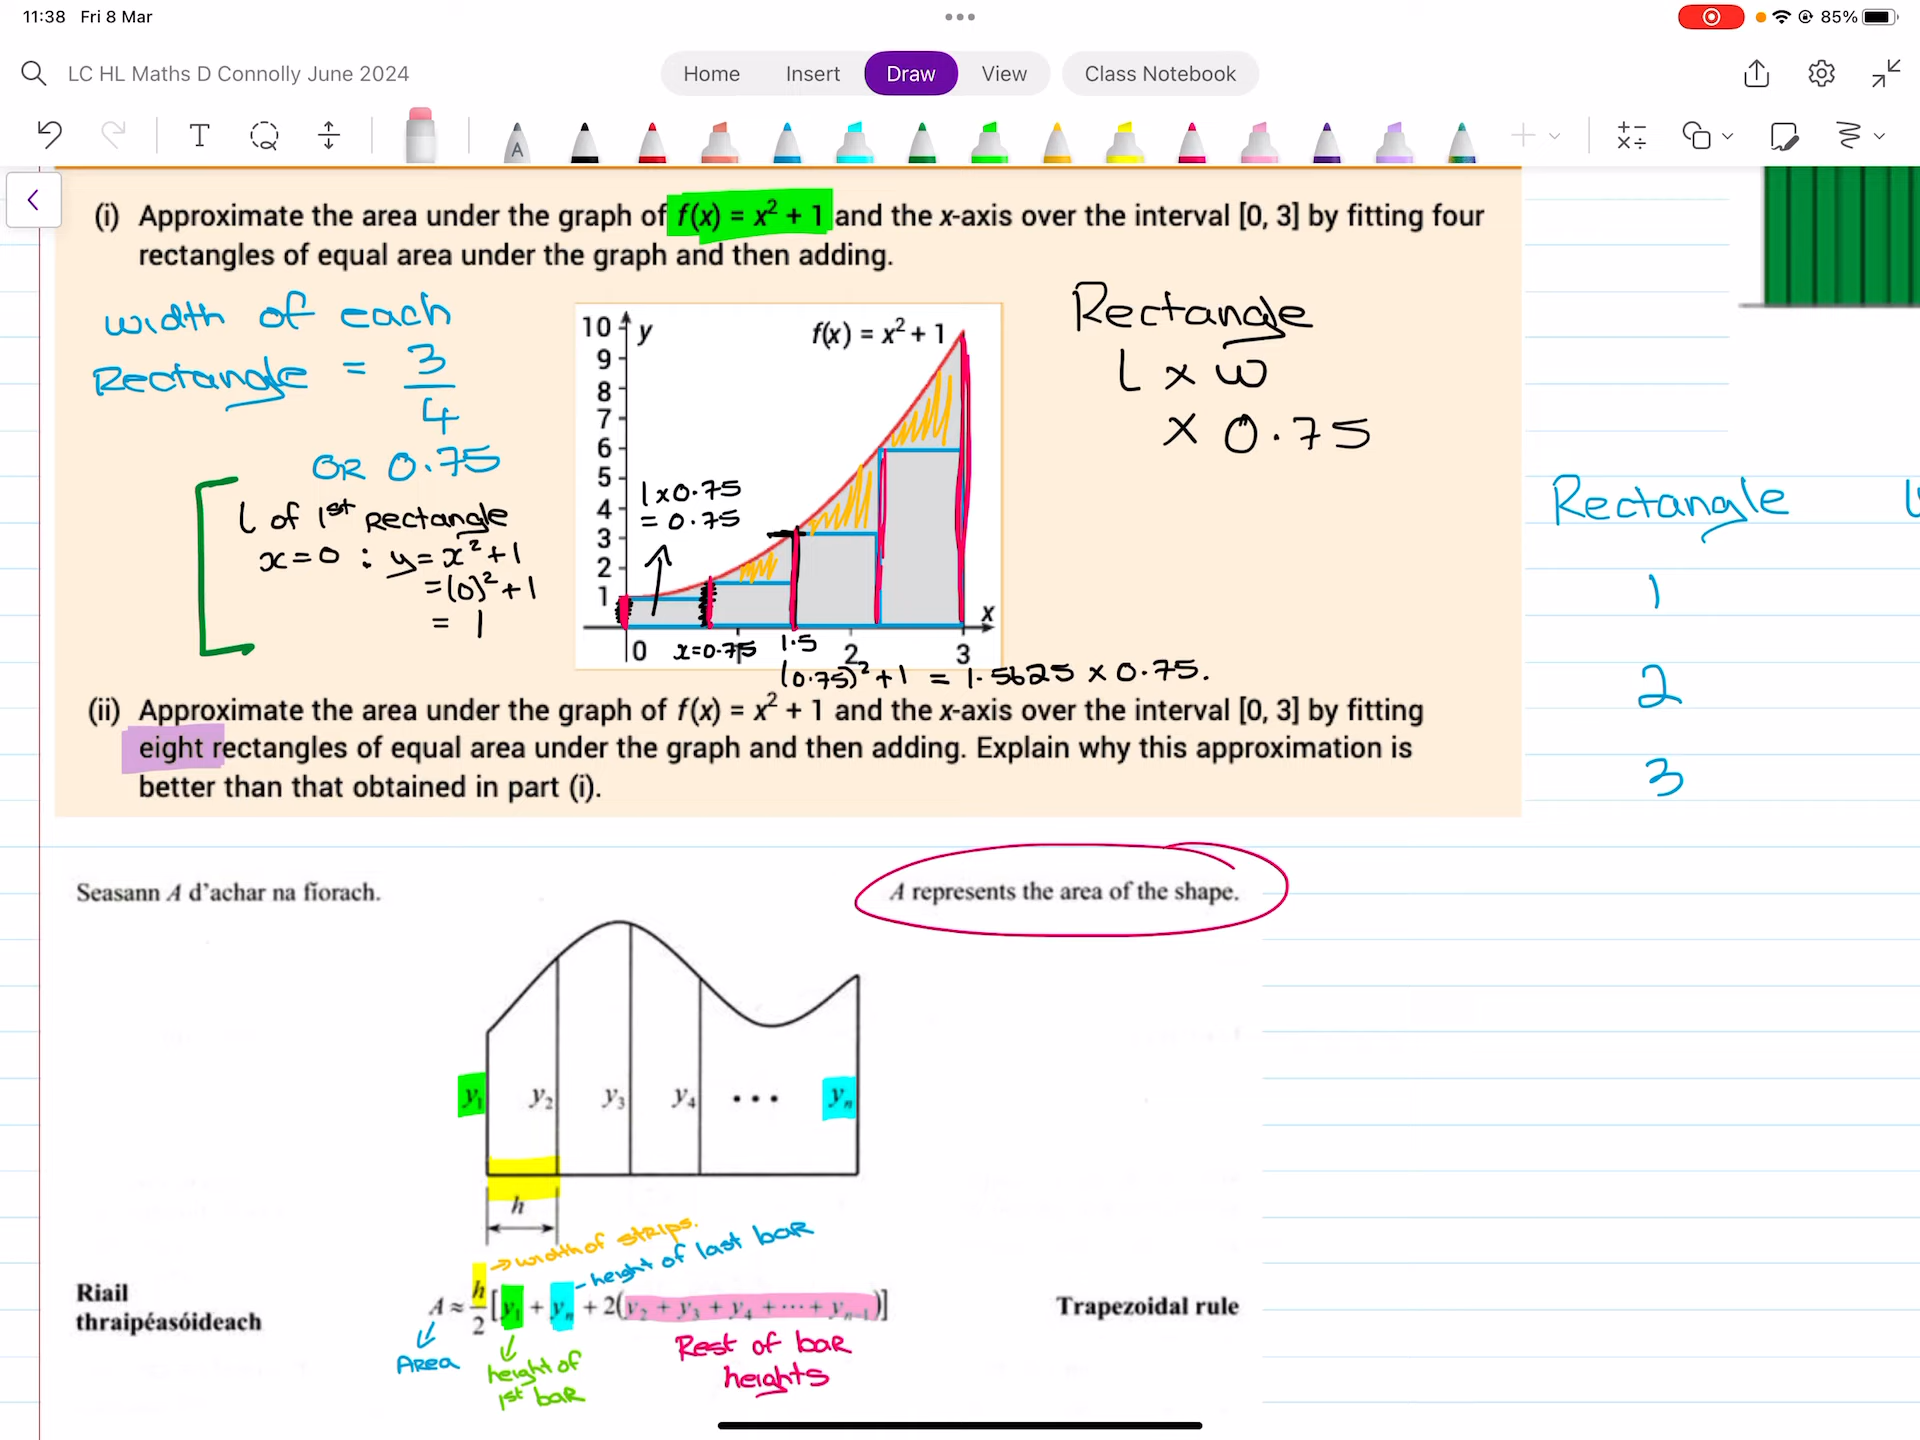 11:38 Fri 8 Mar
85%
LC HL Maths D Connolly June 2024
Home Insert Draw View Class Notebook
(i) Approximate the area under the graph of f(x) = x² + 1 and the x-axis over the interval [0, 3] by fitting four
rectangles of equal area under the graph and then adding.
width of each
Rectangle = 3/4
OR 0.75
L of 1st Rectangle
x=0 : y = x²+1
=(0)²+1
= 1
10 y
f(x) = x² + 1
9
8
7
6
5
4
3
2
1
1x0.75
= 0.75
0 x=0.75 1.5 2 3 x
(0.75)²+1 = 1.5625 x 0.75.
Rectangle
L x w
x 0.75
(ii) Approximate the area under the graph of f(x) = x² + 1 and the x-axis over the interval [0, 3] by fitting
eight rectangles of equal area under the graph and then adding. Explain why this approximation is
better than that obtained in part (i).
Rectangle
1
2
3
Seasann A d'achar na fíorach.
A represents the area of the shape.
y₁ y₂ y₃ y₄ ••• yₙ
h
→ width of strips.
- height of last bar
Riail
thraipéasóideach
A ≈ h/2 [y₁ + yₙ + 2(y₂ + y₃ + y₄ + ··· + yₙ₋₁)]
Trapezoidal rule
Area
height of
1st bar
Rest of bar
heights